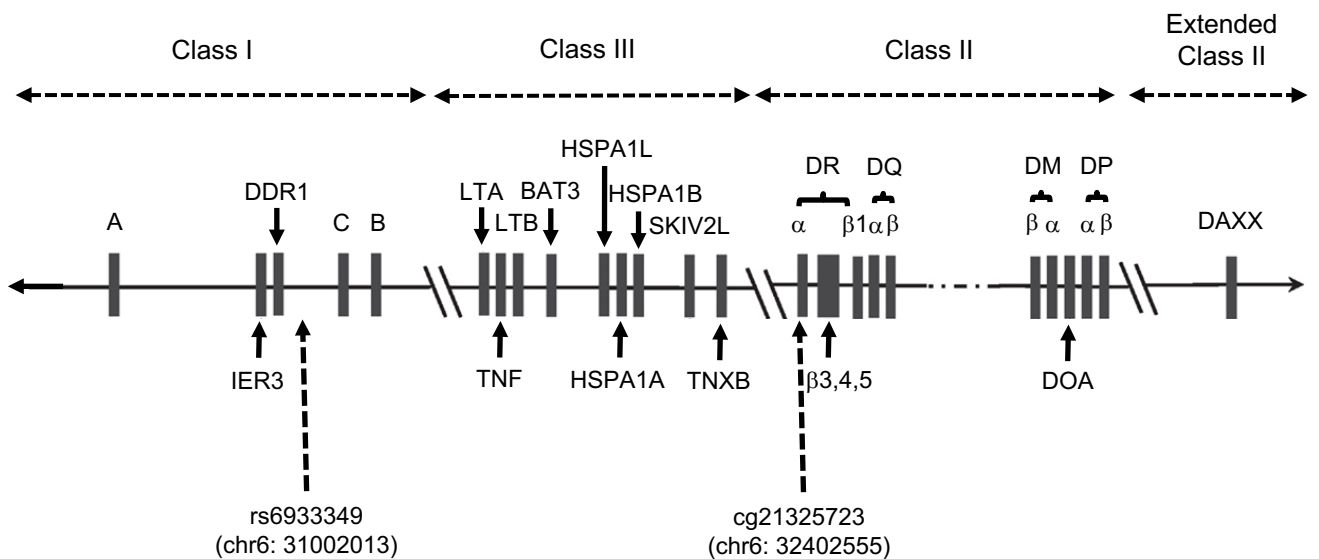 Class I
Class III
Class II
Extended
Class II
HSPA1L
DDR1
LTA
BAT3
HSPA1B
DR
DQ
DM
DP
A
C
B
LTB
SKIV2L
α
β1
α
β
β
α
α
β
DAXX
IER3
TNF
HSPA1A
TNXB
β3,4,5
DOA
rs6933349
(chr6: 31002013)
cg21325723
(chr6: 32402555)